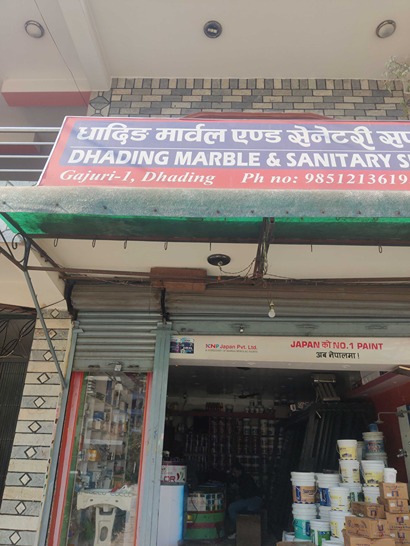 धादिङ मार्वल एण्ड सेनेटरी
DHADING MARBLE & SANITARY
Gajuri-1, Dhading Ph no: 9851213619
KNP Japan Pvt. Ltd.
JAPAN को NO.1 PAINT
अब नेपालमा !